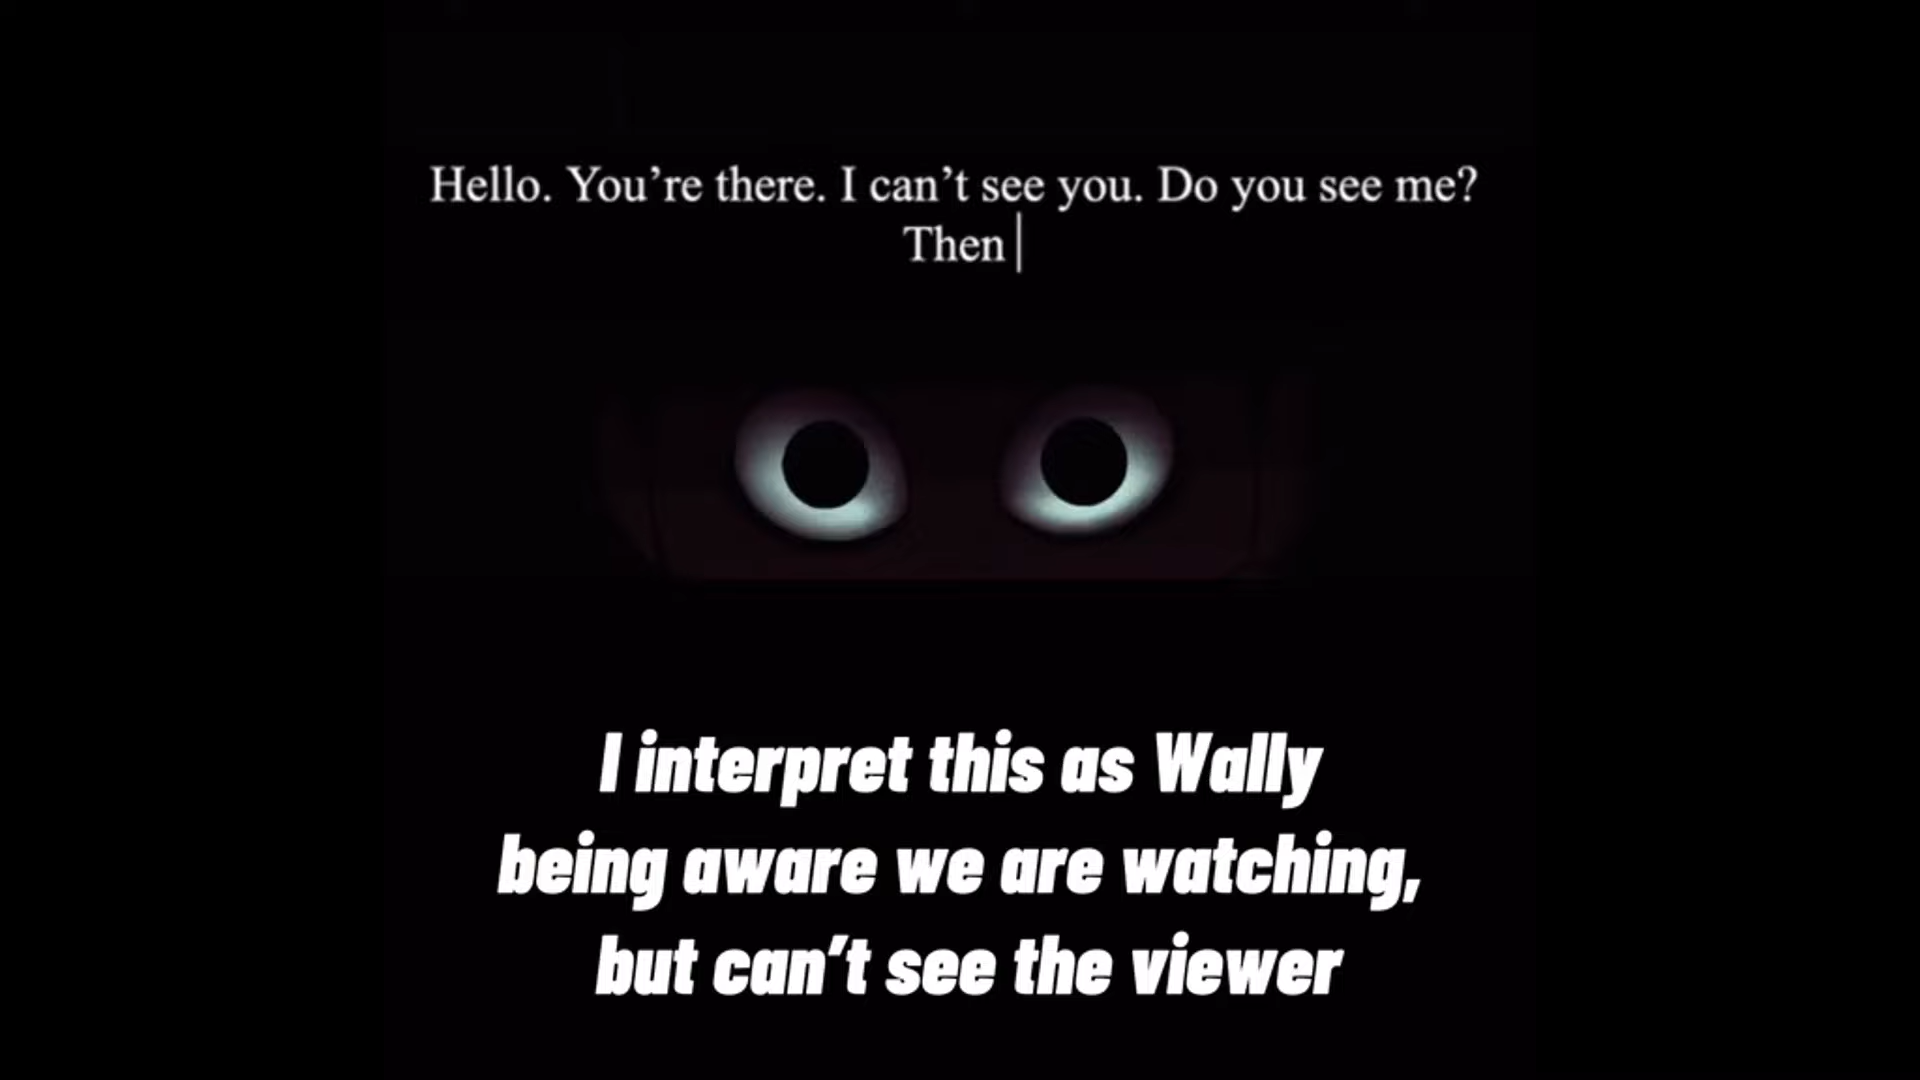 Hello. You’re there. I can’t see you. Do you see me?
Then
I interpret this as Wally
being aware we are watching,
but can’t see the viewer